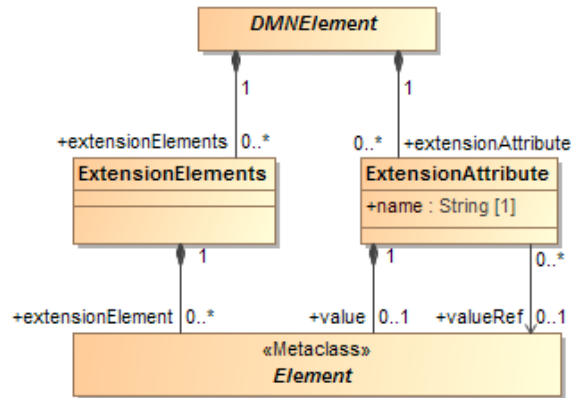 DMNElement
1
1
+extensionElements
0..*
0..*
+extensionAttribute
ExtensionElements
ExtensionAttribute
+name : String [1]
1
1
0..*
+extensionElement
0..*
+value
0..1
+valueRef
0..1
«Metaclass»
Element